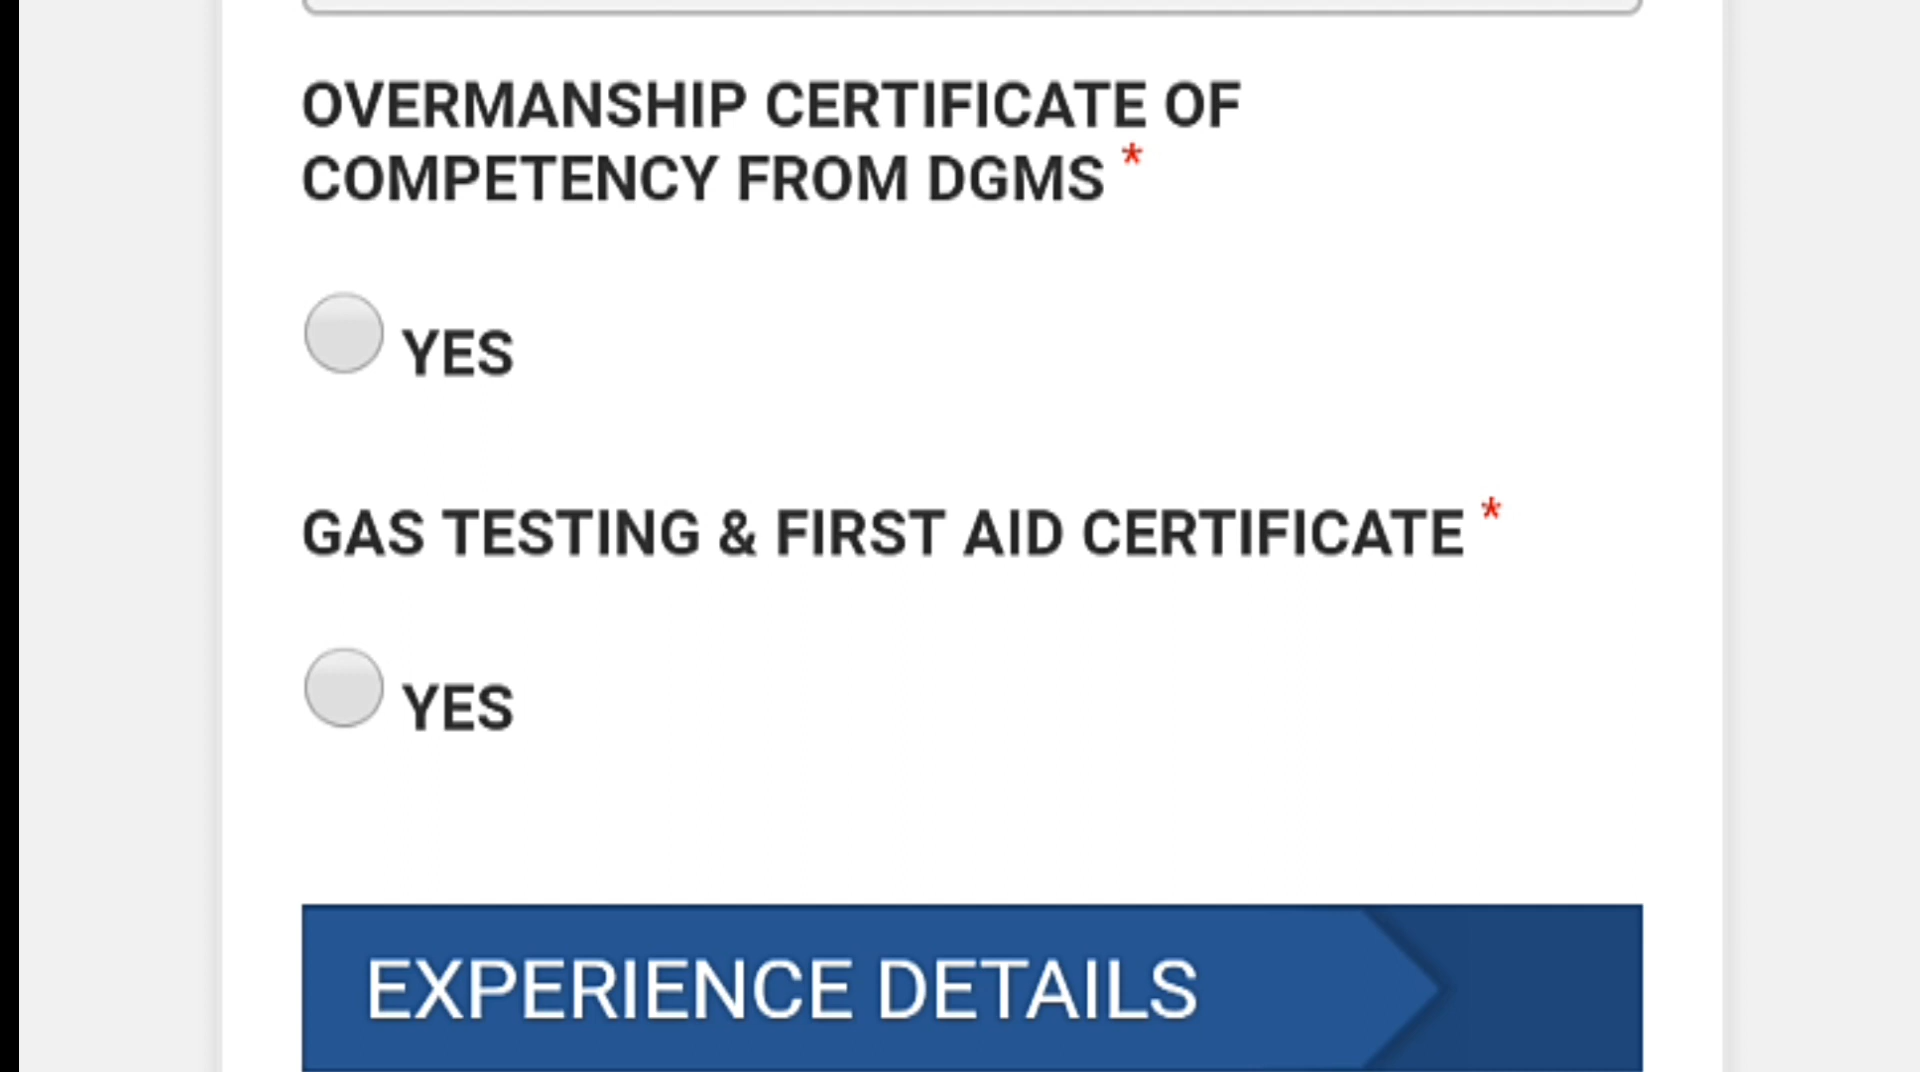 OVERMANSHIP CERTIFICATE OF
COMPETENCY FROM DGMS *
YES
GAS TESTING & FIRST AID CERTIFICATE *
YES
EXPERIENCE DETAILS